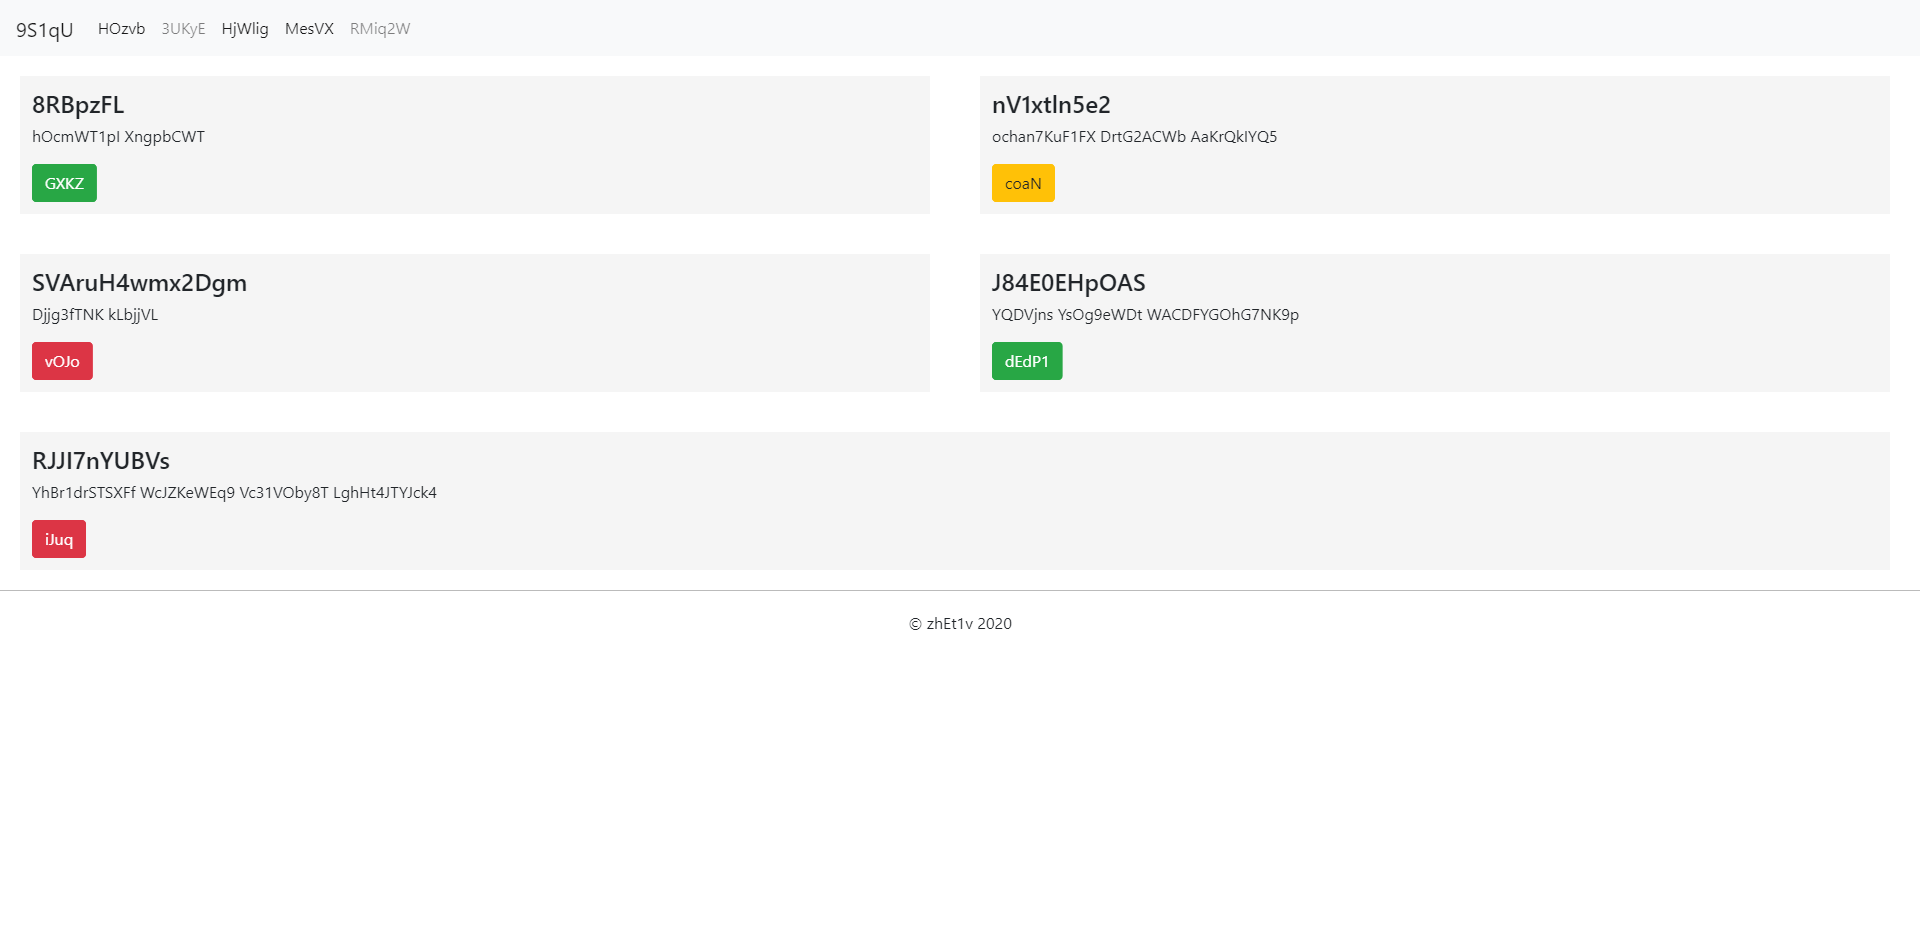 9S1qU HOzvb 3UKyE HjWlig MesVX RMiq2W
8RBpzFL
hOcmWT1pI XngpbCWT
GXKZ
nV1xtln5e2
ochan7KuF1FX DrtG2ACWb AaKrQkIYQ5
coaN
SVAruH4wmx2Dgm
Djjg3fTNK kLbjjVL
vOJo
J84E0EHpOAS
YQDVjns YsOg9eWDt WACDFYGOhG7NK9p
dEdP1
RJJI7nYUBVs
YhBr1drSTSXFf WcJZKeWEq9 Vc31VOby8T LghHt4JTYJck4
iJuq
© zhEt1v 2020